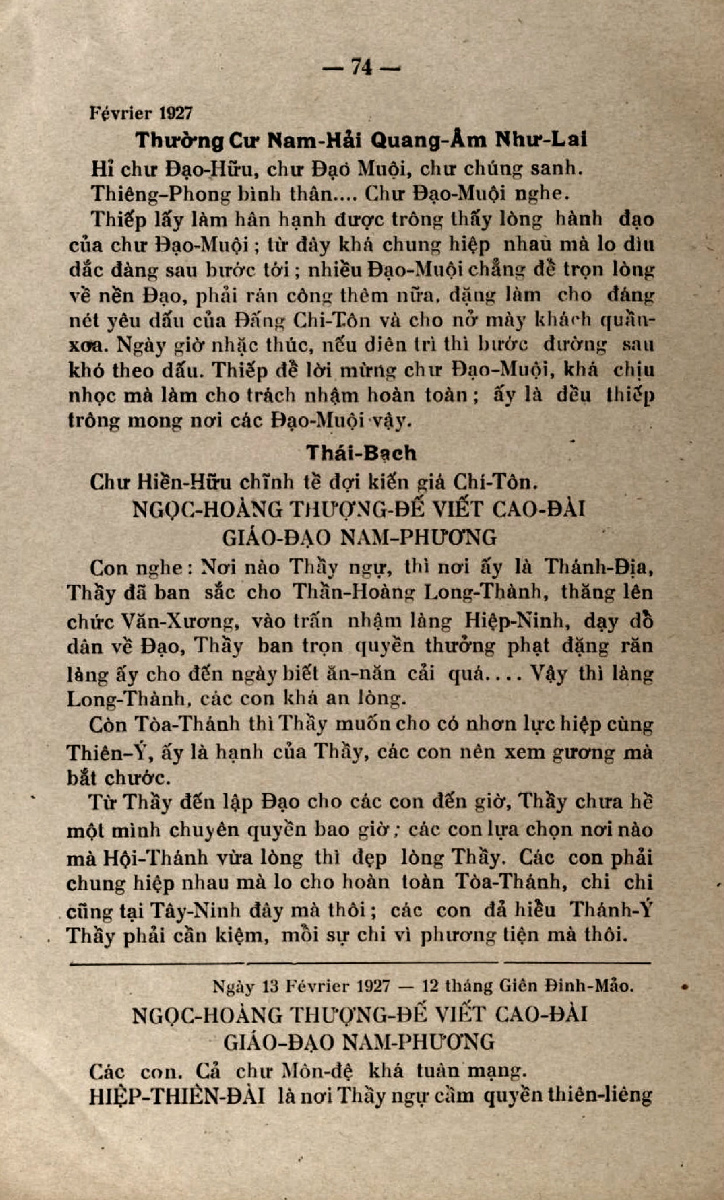 — 74 —
Février 1927
Thường Cư Nam-Hải Quang-Âm Như-Lai
Hỉ chư Đạo-Hữu, chư Đạo Muội, chư chúng sanh.
Thiêng-Phong bình thân.... Chư Đạo-Muội nghe.
Thiếp lấy làm hân hạnh được trông thấy lòng hành đạo
của chư Đạo-Muội ; từ đây khá chung hiệp nhau mà lo dìu
dắc đàng sau bước tới ; nhiều Đạo-Muội chẳng để trọn lòng
về nền Đạo, phải rán công thêm nữa, đặng làm cho đáng
nét yêu dấu của Đấng Chi-Tôn và cho nở mày khách quần-
xoa. Ngày giờ nhặc thúc, nếu diên trì thì bước đường sau
khó theo dấu. Thiếp để lời mừng chư Đạo-Muội, khá chịu
nhọc mà làm cho trách nhậm hoàn toàn ; ấy là đều thiếp
trông mong nơi các Đạo-Muội vậy.
Thái-Bạch
Chư Hiền-Hữu chĩnh tề đợi kiến giá Chí-Tôn.
NGỌC-HOÀNG THƯỢNG-ĐẾ VIẾT CAO-ĐÀI
GIÁO-ĐẠO NAM-PHƯƠNG
Con nghe : Nơi nào Thầy ngự, thì nơi ấy là Thánh-Địa,
Thầy đã ban sắc cho Thần-Hoàng Long-Thành, thăng lên
chức Văn-Xương, vào trấn nhậm làng Hiệp-Ninh, dạy dỗ
dân về Đạo, Thầy ban trọn quyền thưởng phạt đặng răn
làng ấy cho đến ngày biết ăn-năn cải quá.... Vậy thì làng
Long-Thành, các con khá an lòng.
Còn Tòa-Thánh thì Thầy muốn cho có nhơn lực hiệp cùng
Thiên-Ý, ấy là hạnh của Thầy, các con nên xem gương mà
bắt chước.
Từ Thầy đến lập Đạo cho các con đến giờ, Thầy chưa hề
một mình chuyên quyền bao giờ ; các con lựa chọn nơi nào
mà Hội-Thánh vừa lòng thì đẹp lòng Thầy. Các con phải
chung hiệp nhau mà lo cho hoàn toàn Tòa-Thánh, chi chi
cũng tại Tây-Ninh đây mà thôi ; các con đả hiểu Thánh-Ý
Thầy phải cần kiệm, mỗi sự chi vì phương tiện mà thôi.
Ngày 13 Février 1927 — 12 tháng Giên Đinh-Mão.
NGỌC-HOÀNG THƯỢNG-ĐẾ VIẾT CAO-ĐÀI
GIÁO-ĐẠO NAM-PHƯƠNG
Các con. Cả chư Môn-đệ khá tuân mạng.
HIỆP-THIÊN-ĐÀI là nơi Thầy ngự cầm quyền thiên-liêng